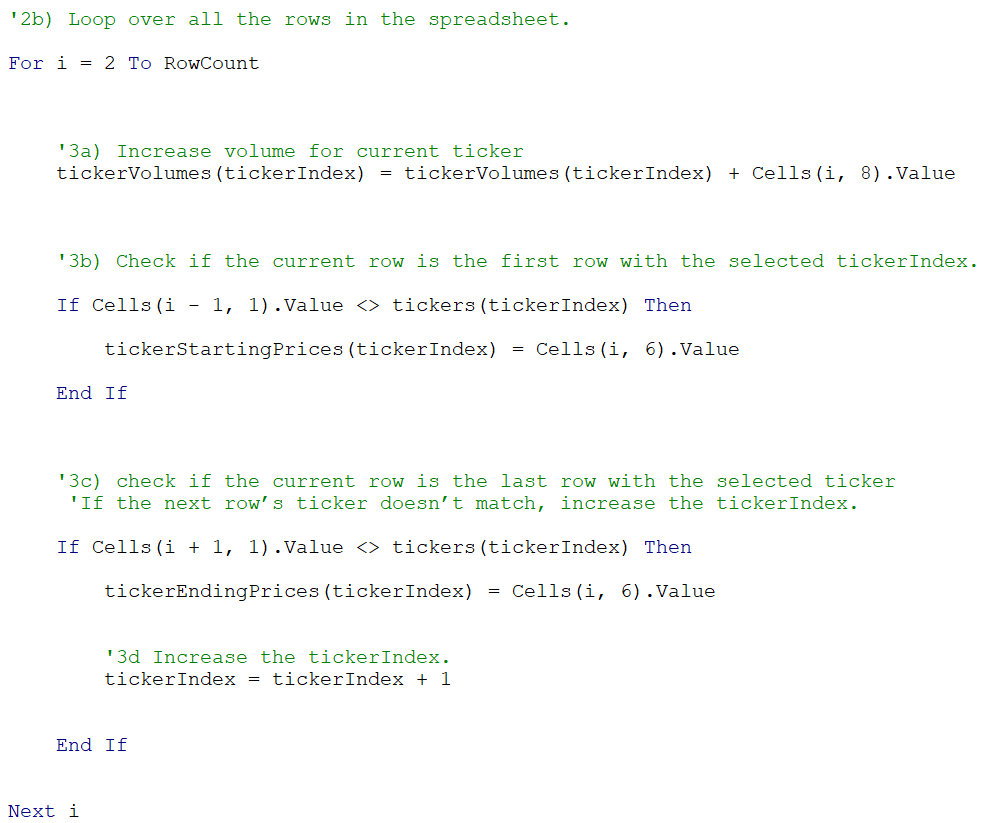 '2b) Loop over all the rows in the spreadsheet.
For i = 2 To RowCount
'3a) Increase volume for current ticker
tickerVolumes(tickerIndex) = tickerVolumes(tickerIndex) + Cells(i, 8).Value
'3b) Check if the current row is the first row with the selected tickerIndex.
If Cells(i - 1, 1).Value <> tickers(tickerIndex) Then
tickerStartingPrices(tickerIndex) = Cells(i, 6).Value
End If
'3c) check if the current row is the last row with the selected ticker
'If the next row’s ticker doesn’t match, increase the tickerIndex.
If Cells(i + 1, 1).Value <> tickers(tickerIndex) Then
tickerEndingPrices(tickerIndex) = Cells(i, 6).Value
'3d Increase the tickerIndex.
tickerIndex = tickerIndex + 1
End If
Next i